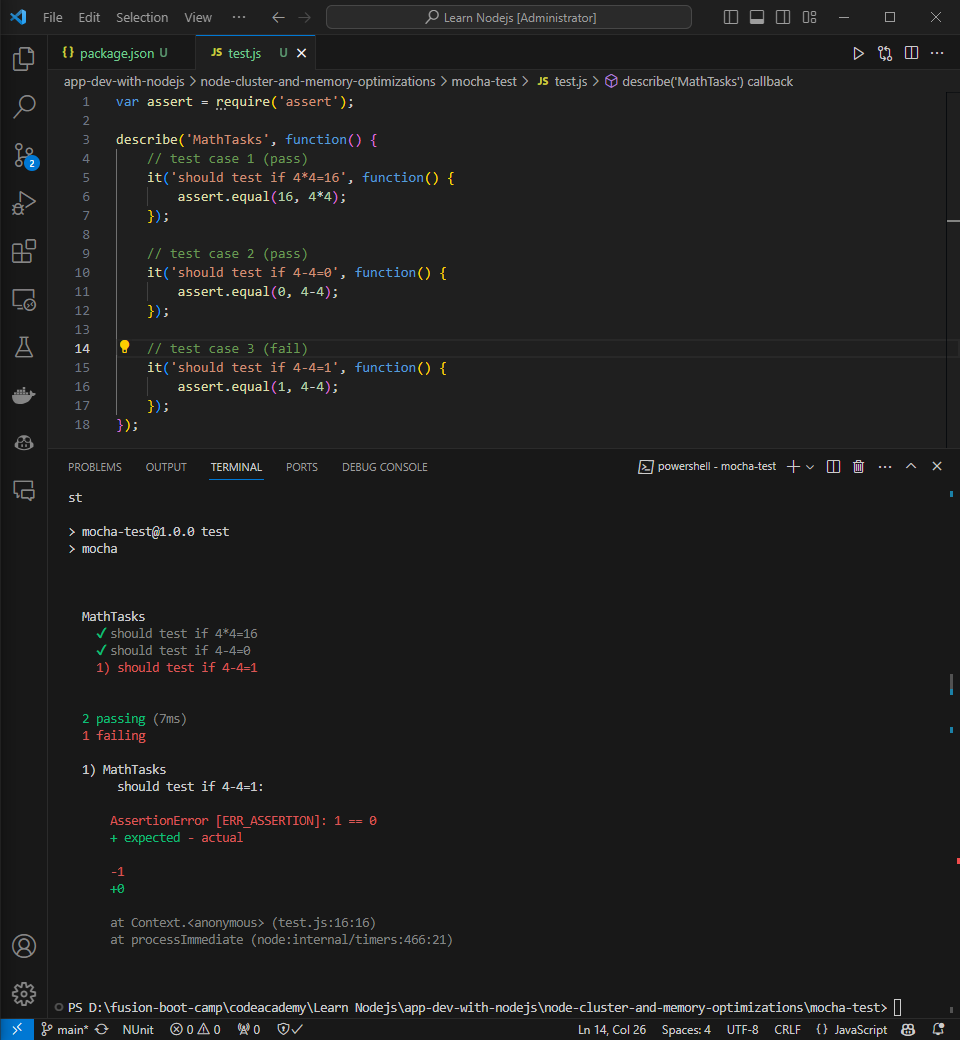 File Edit Selection View ··· Learn Nodejs [Administrator]
{} package.json U JS test.js U
app-dev-with-nodejs > node-cluster-and-memory-optimizations > mocha-test > JS test.js > describe('MathTasks') callback
1 var assert = require('assert');
2
3 describe('MathTasks', function() {
4 // test case 1 (pass)
5 it('should test if 4*4=16', function() {
6 assert.equal(16, 4*4);
7 });
8
9 // test case 2 (pass)
10 it('should test if 4-4=0', function() {
11 assert.equal(0, 4-4);
12 });
13
14 // test case 3 (fail)
15 it('should test if 4-4=1', function() {
16 assert.equal(1, 4-4);
17 });
18 });
2
PROBLEMS OUTPUT TERMINAL PORTS DEBUG CONSOLE powershell - mocha-test
st
> mocha-test@1.0.0 test
> mocha
MathTasks
✓ should test if 4*4=16
✓ should test if 4-4=0
1) should test if 4-4=1
2 passing (7ms)
1 failing
1) MathTasks
should test if 4-4=1:
AssertionError [ERR_ASSERTION]: 1 == 0
+ expected - actual
-1
+0
at Context.<anonymous> (test.js:16:16)
at processImmediate (node:internal/timers:466:21)
PS D:\fusion-boot-camp\codeacademy\Learn Nodejs\app-dev-with-nodejs\node-cluster-and-memory-optimizations\mocha-test>
main* NUnit 0 0 0 Ln 14, Col 26 Spaces: 4 UTF-8 CRLF {} JavaScript